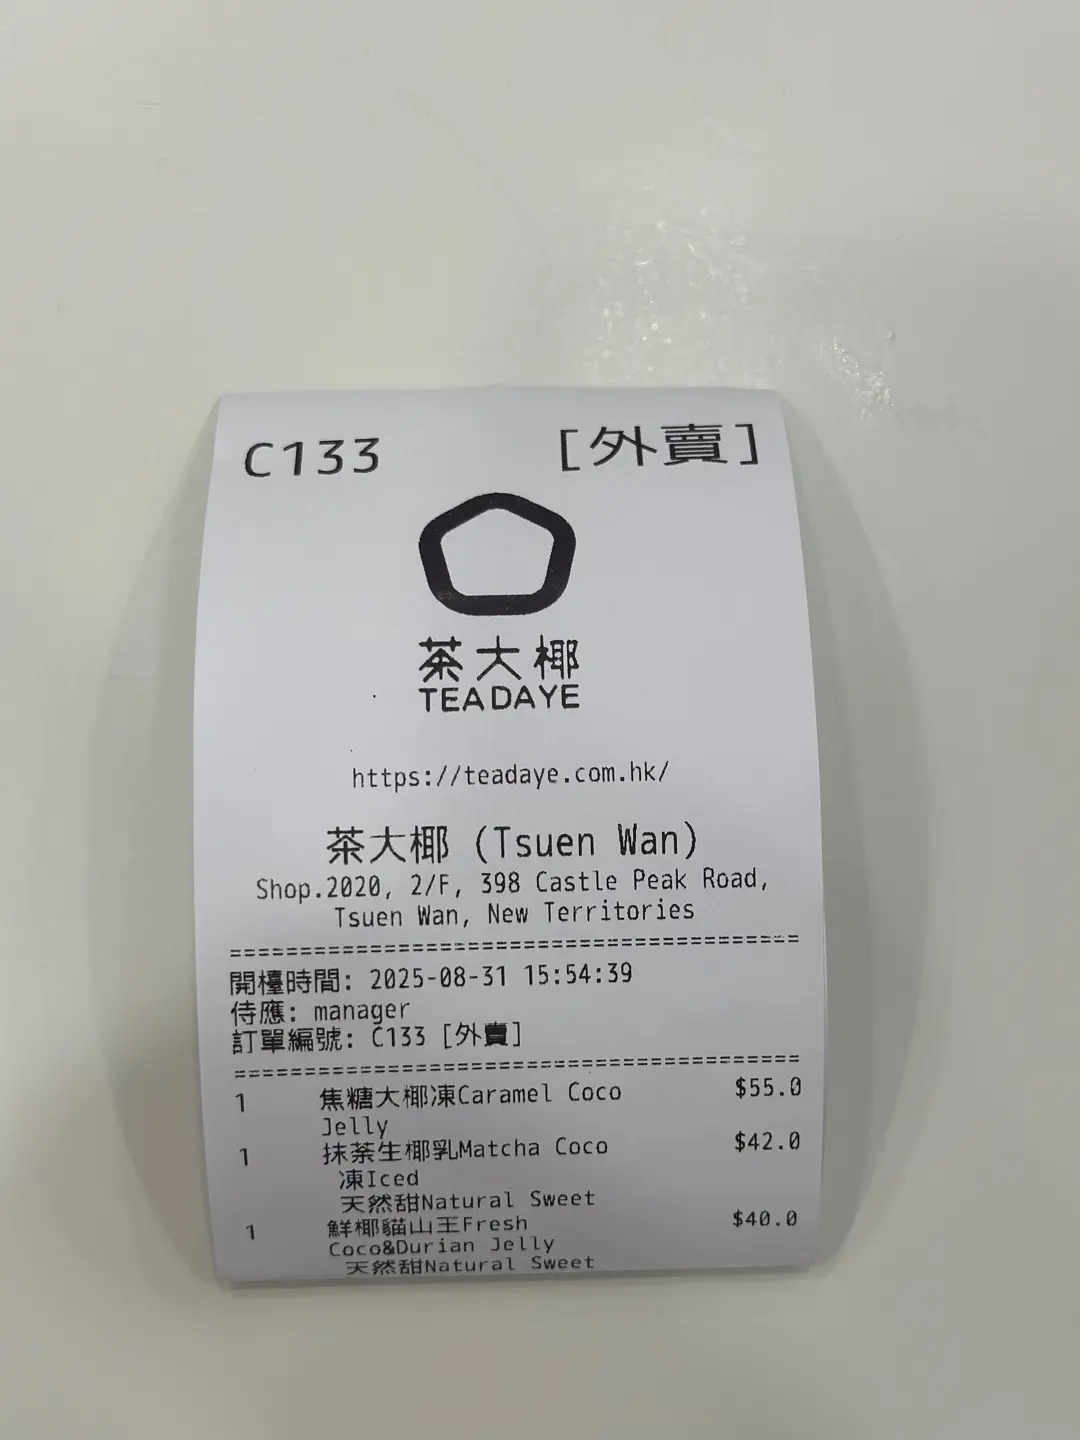 C133 [外賣]
茶大椰
TEADAYE
https://teadaye.com.hk/
茶大椰 (Tsuen Wan)
Shop.2020, 2/F, 398 Castle Peak Road,
Tsuen Wan, New Territories
========================================
開檯時間: 2025-08-31 15:54:39
侍應: manager
訂單編號: C133 [外賣]
========================================
1 焦糖大椰凍Caramel Coco $55.0
Jelly
1 抹茶生椰乳Matcha Coco $42.0
凍Iced
天然甜Natural Sweet
1 鮮椰貓山王Fresh $40.0
Coco&Durian Jelly
天然甜Natural Sweet